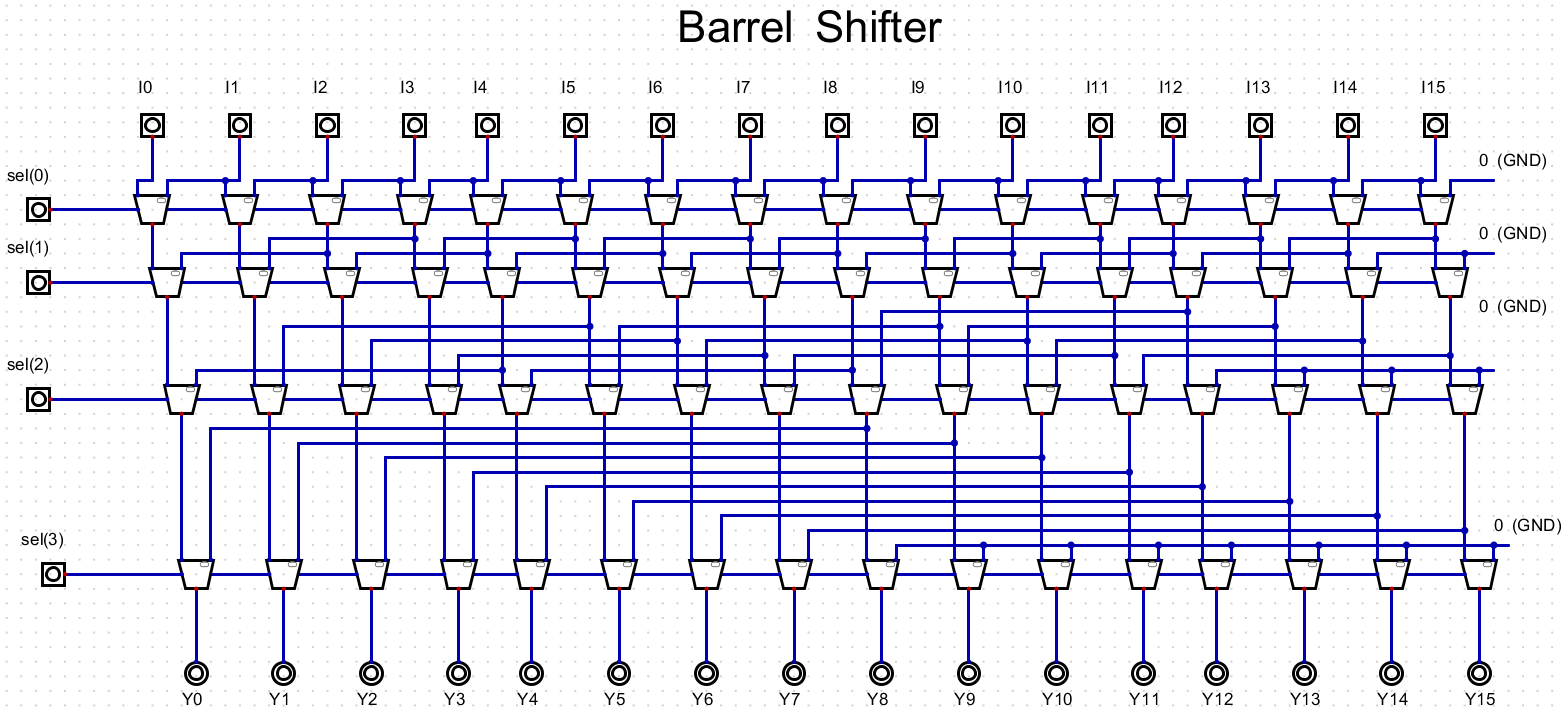 Barrel Shifter
I0 I1 I2 I3 I4 I5 I6 I7 I8 I9 I10 I11 I12 I13 I14 I15
0 (GND)
sel(0)
0 (GND)
sel(1)
0 (GND)
sel(2)
0 (GND)
sel(3)
Y0 Y1 Y2 Y3 Y4 Y5 Y6 Y7 Y8 Y9 Y10 Y11 Y12 Y13 Y14 Y15